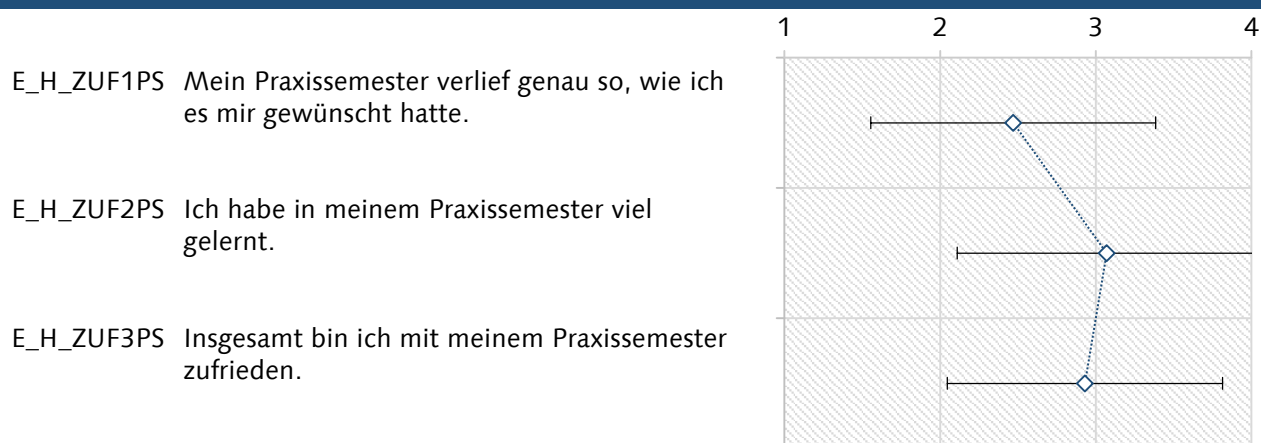 1 2 3 4
E_H_ZUF1PS Mein Praxissemester verlief genau so, wie ich
es mir gewünscht hatte.
E_H_ZUF2PS Ich habe in meinem Praxissemester viel
gelernt.
E_H_ZUF3PS Insgesamt bin ich mit meinem Praxissemester
zufrieden.